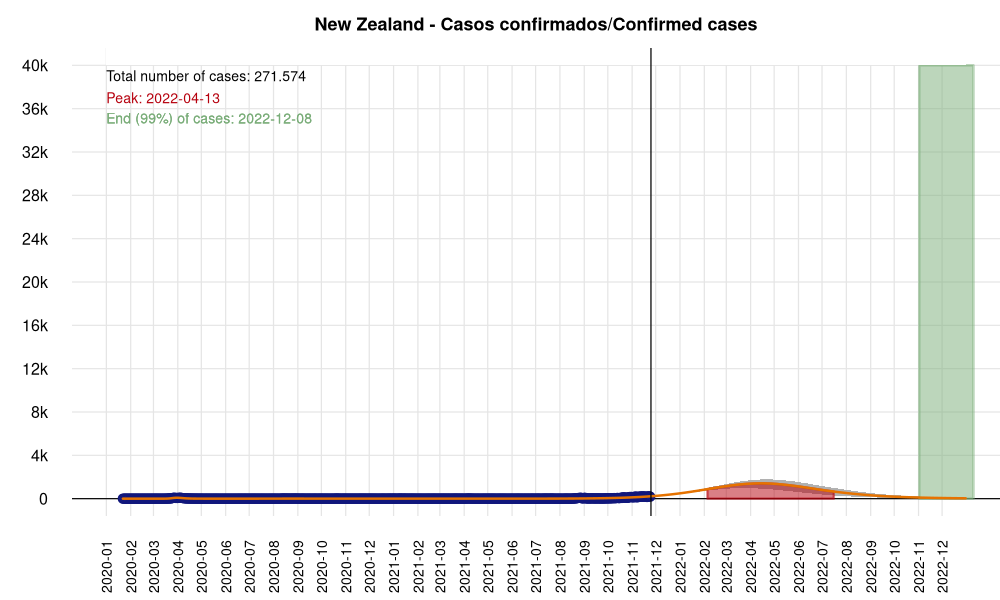 New Zealand - Casos confirmados/Confirmed cases
Total number of cases: 271.574
Peak: 2022-04-13
End (99%) of cases: 2022-12-08
40k
36k
32k
28k
24k
20k
16k
12k
8k
4k
0
2020-01
2020-02
2020-03
2020-04
2020-05
2020-06
2020-07
2020-08
2020-09
2020-10
2020-11
2020-12
2021-01
2021-02
2021-03
2021-04
2021-05
2021-06
2021-07
2021-08
2021-09
2021-10
2021-11
2021-12
2022-01
2022-02
2022-03
2022-04
2022-05
2022-06
2022-07
2022-08
2022-09
2022-10
2022-11
2022-12